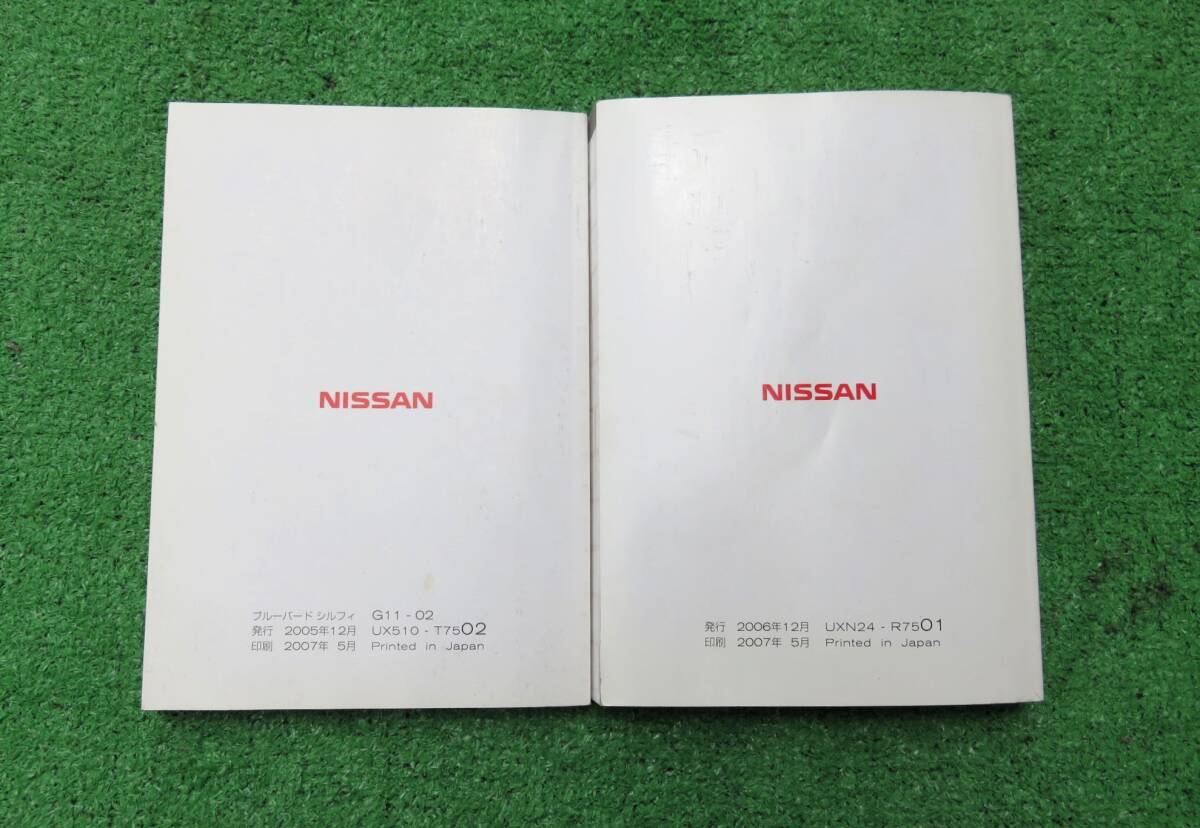 NISSAN
ブルーバード シルフィ G11 - 02
発行 2005年12月 UX510 - T7502
印刷 2007年 5月 Printed in Japan
NISSAN
発行 2006年12月 UXN24 - R7501
印刷 2007年 5月 Printed in Japan